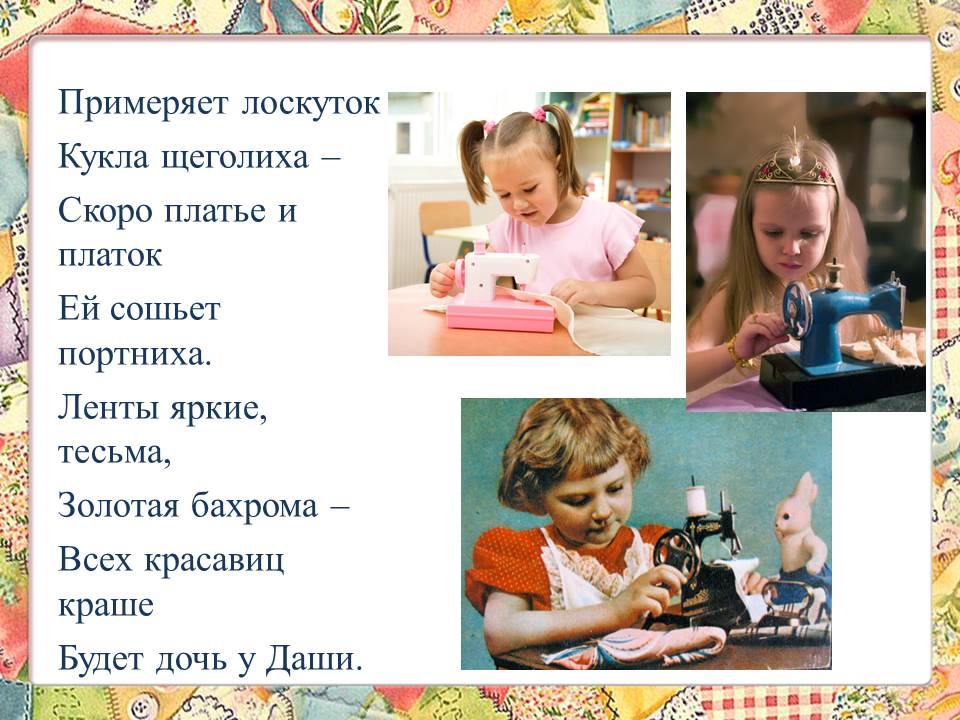 Примеряет лоскуток
Кукла щеголиха –
Скоро платье и
платок
Ей сошьет
портниха.
Ленты яркие,
тесьма,
Золотая бахрома –
Всех красавиц
краше
Будет дочь у Даши.